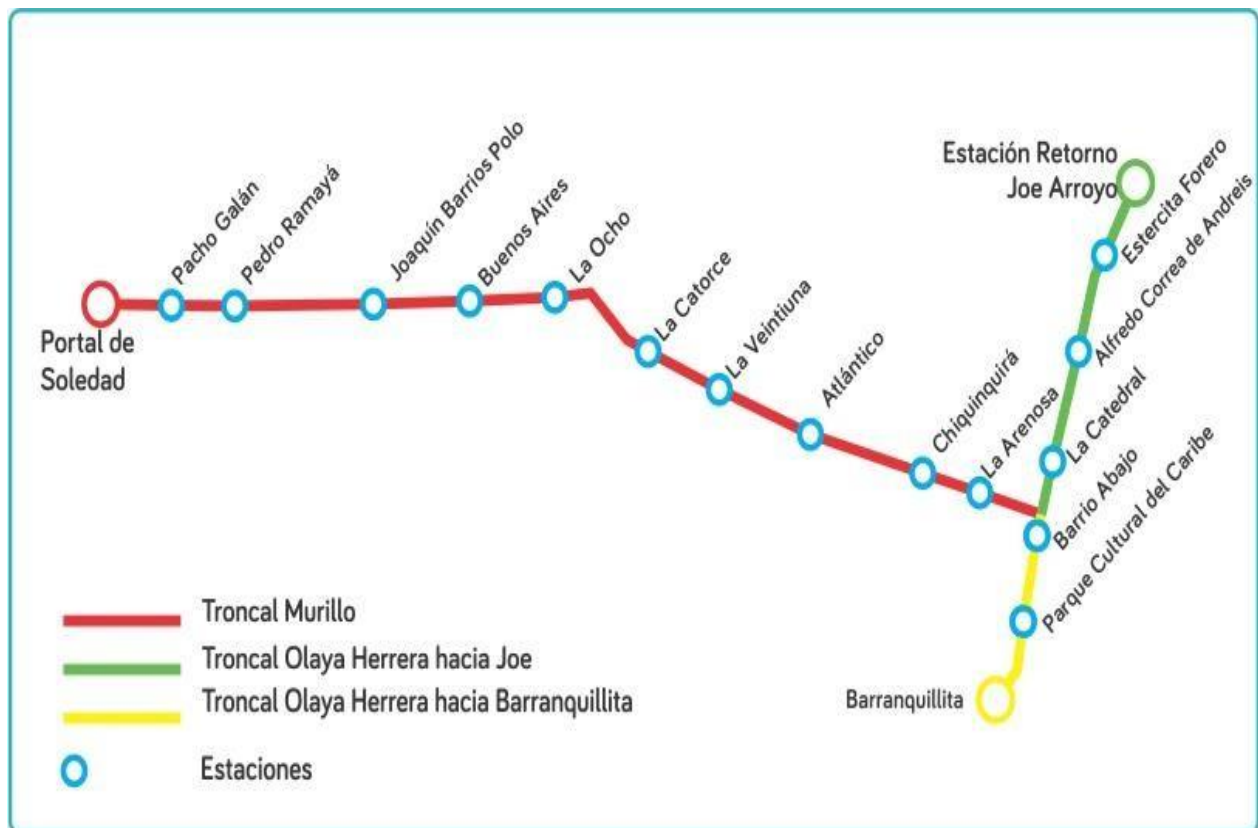 Portal de
Soledad
Pacho Galán
Pedro Ramayá
Joaquín Barrios Polo
Buenos Aires
La Ocho
La Catorce
La Veintiuna
Atlántico
Chiquinquirá
La Arenosa
Estación Retorno
Joe Arroyo
Estercita Forero
Alfredo Correa de Andreis
La Catedral
Barrio Abajo
Parque Cultural del Caribe
Barranquillita
Troncal Murillo
Troncal Olaya Herrera hacia Joe
Troncal Olaya Herrera hacia Barranquillita
Estaciones